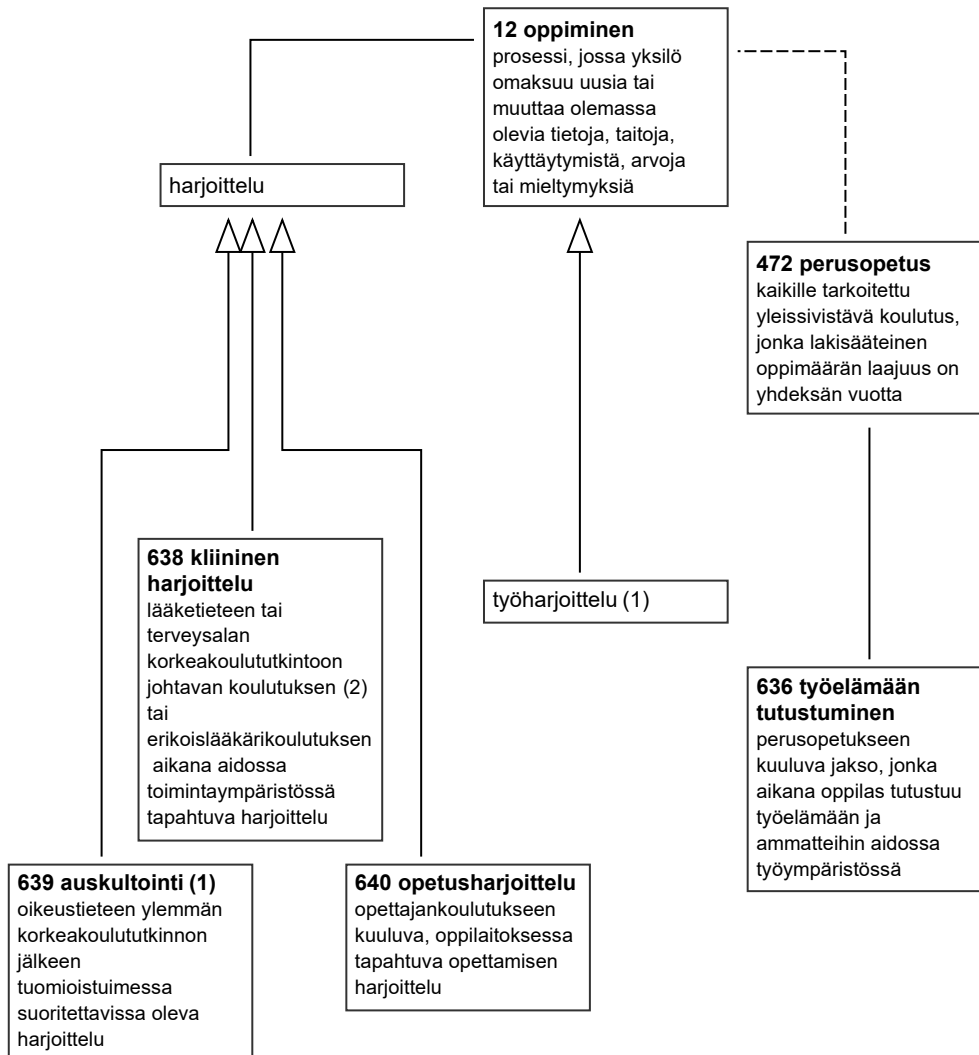 12 oppiminen
prosessi, jossa yksilö
omaksuu uusia tai
muuttaa olemassa
olevia tietoja, taitoja,
käyttäytymistä, arvoja
tai mieltymyksiä
harjoittelu
472 perusopetus
kaikille tarkoitettu
yleissivistävä koulutus,
jonka lakisääteinen
oppimäärän laajuus on
yhdeksän vuotta
638 kliininen
harjoittelu
lääketieteen tai
terveysalan
korkeakoulututkintoon
johtavan koulutuksen (2)
tai
erikoislääkärikoulutuksen
aikana aidossa
toimintaympäristössä
tapahtuva harjoittelu
työharjoittelu (1)
636 työelämään
tutustuminen
perusopetukseen
kuuluva jakso, jonka
aikana oppilas tutustuu
työelämään ja
ammatteihin aidossa
työympäristössä
639 auskultointi (1)
oikeustieteen ylemmän
korkeakoulututkinnon
jälkeen
tuomioistuimessa
suoritettavissa oleva
harjoittelu
640 opetusharjoittelu
opettajankoulutukseen
kuuluva, oppilaitoksessa
tapahtuva opettamisen
harjoittelu